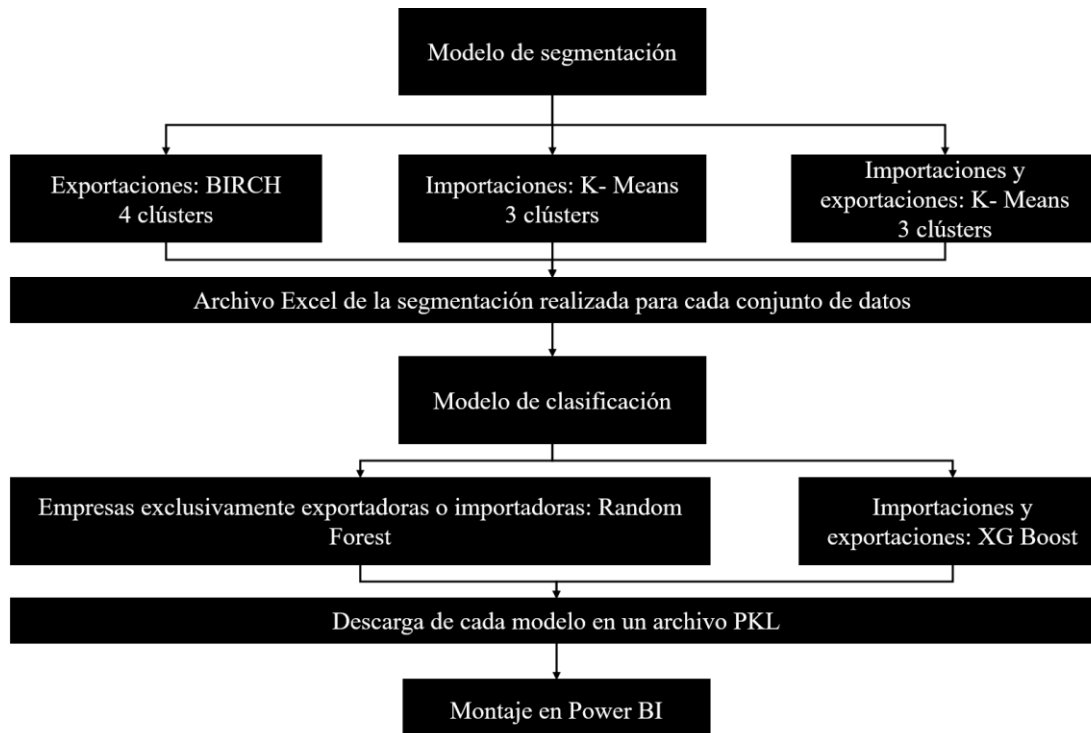 Modelo de segmentación
Exportaciones: BIRCH
4 clústers
Importaciones: K- Means
3 clústers
Importaciones y
exportaciones: K- Means
3 clústers
Archivo Excel de la segmentación realizada para cada conjunto de datos
Modelo de clasificación
Empresas exclusivamente exportadoras o importadoras: Random
Forest
Importaciones y
exportaciones: XG Boost
Descarga de cada modelo en un archivo PKL
Montaje en Power BI